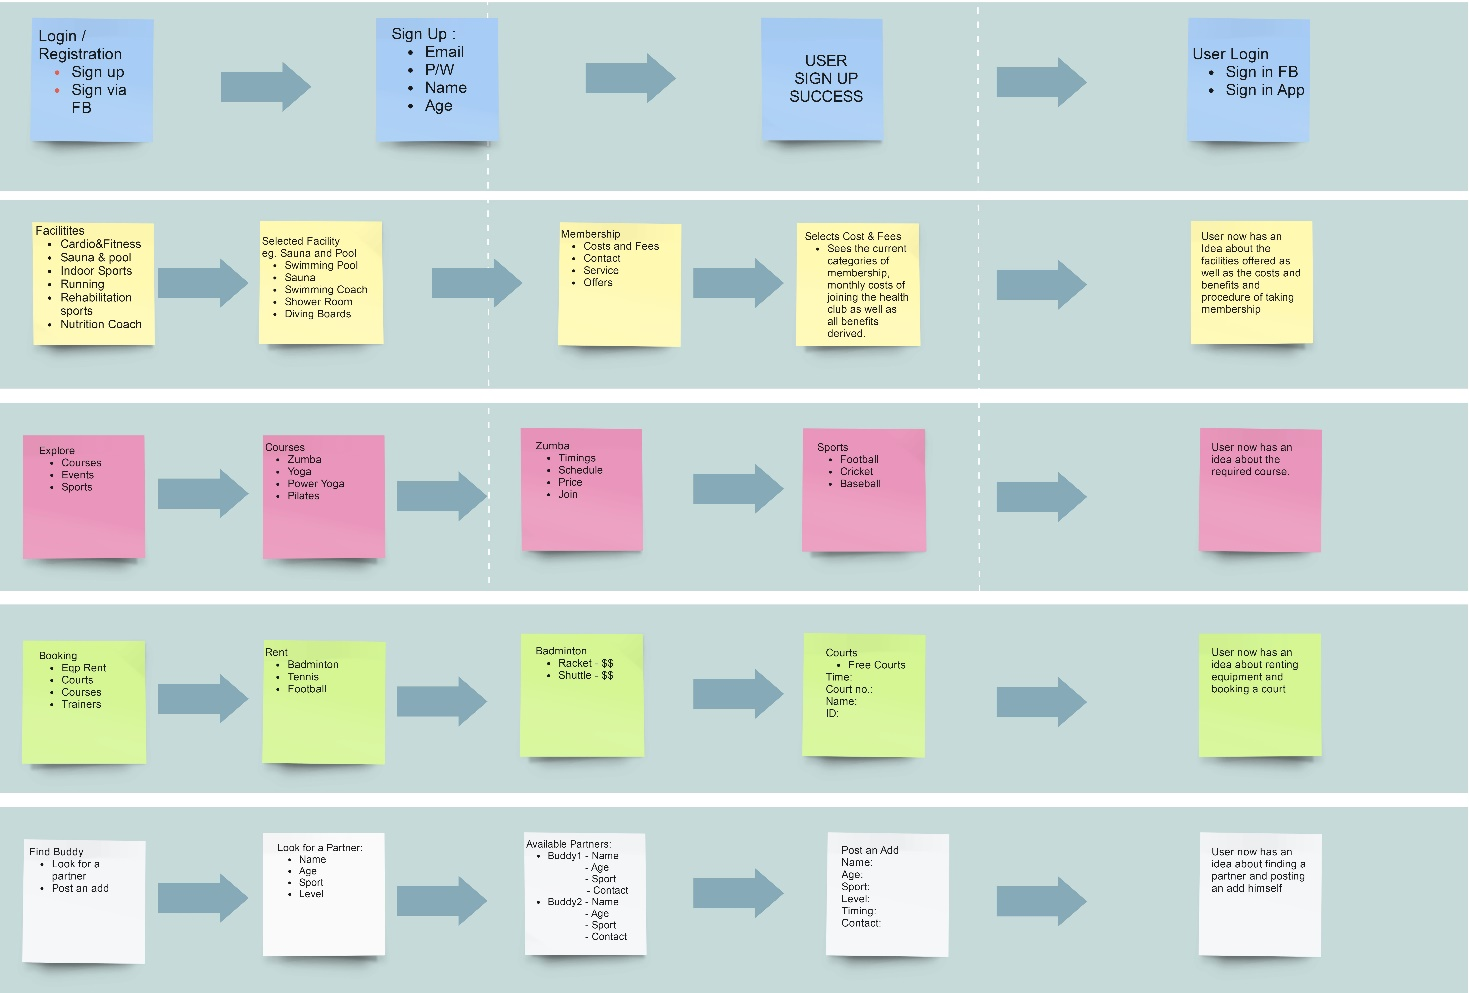 Login /
Registration
• Sign up
• Sign via
FB
Sign Up :
• Email
• P/W
• Name
• Age
USER
SIGN UP
SUCCESS
User Login
• Sign in FB
• Sign in App
Facilitites
• Cardio&Fitness
• Sauna & pool
• Indoor Sports
• Running
• Rehabilitation
sports
• Nutrition Coach
Selected Facility
eg. Sauna and Pool
• Swimming Pool
• Sauna
• Swimming Coach
• Shower Room
• Diving Boards
Membership
• Costs and Fees
• Contact
• Service
• Offers
Selects Cost & Fees
• Sees the current
categories of
membership,
monthly costs of
joining the health
club as well as
all benefits
derived.
User now has an
Idea about the
facilities offered as
well as the costs and
benefits and
procedure of taking
membership
Explore
• Courses
• Events
• Sports
Courses
• Zumba
• Yoga
• Power Yoga
• Pilates
Zumba
• Timings
• Schedule
• Price
• Join
Sports
• Football
• Cricket
• Baseball
User now has an
idea about the
required course.
Booking
• Eqp Rent
• Courts
• Courses
• Trainers
Rent
• Badminton
• Tennis
• Football
Badminton
• Racket - $$
• Shuttle - $$
Courts
• Free Courts
Time:
Court no.:
Name:
ID:
User now has an
idea about renting
equipment and
booking a court
Find Buddy
• Look for a
partner
• Post an add
Look for a Partner:
• Name
• Age
• Sport
• Level
Available Partners:
• Buddy1 - Name
- Age
- Sport
- Contact
• Buddy2 - Name
- Age
- Sport
- Contact
Post an Add
Name:
Age:
Sport:
Level:
Timing:
Contact:
User now has an
idea about finding a
partner and posting
an add himself